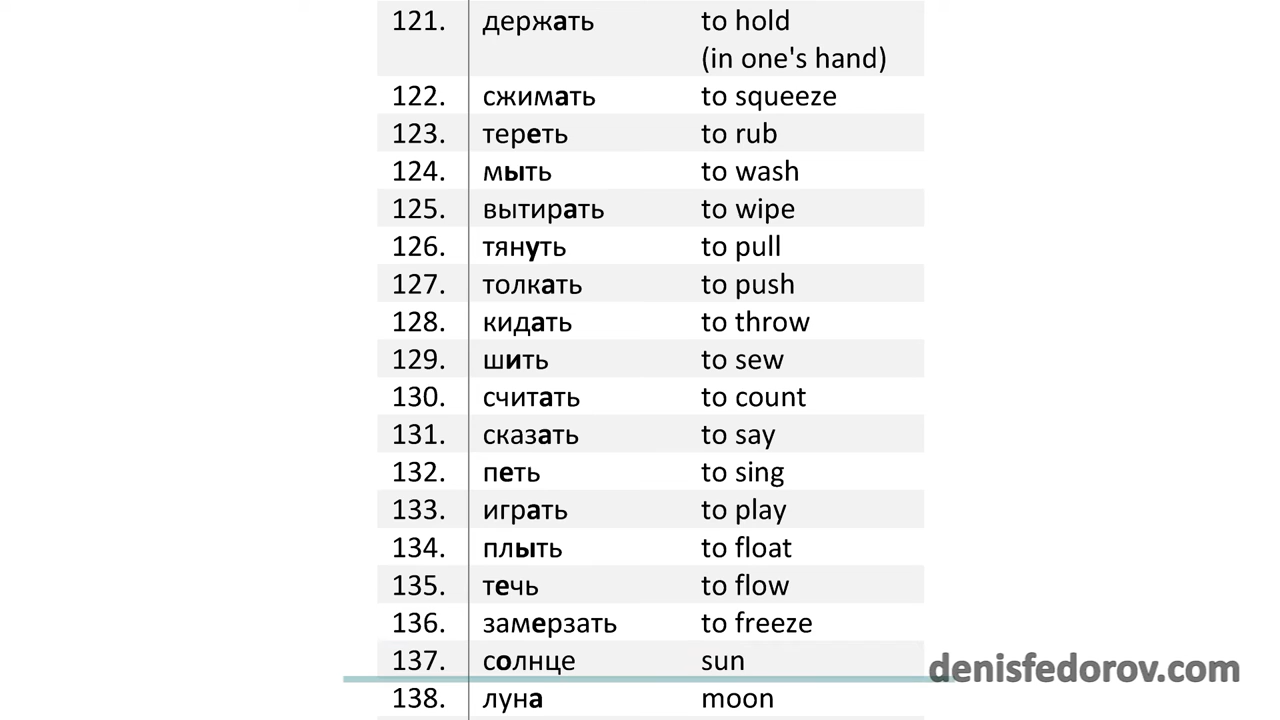 121. держать to hold
(in one's hand)
122. сжимать to squeeze
123. тереть to rub
124. мыть to wash
125. вытирать to wipe
126. тянуть to pull
127. толкать to push
128. кидать to throw
129. шить to sew
130. считать to count
131. сказать to say
132. петь to sing
133. играть to play
134. плыть to float
135. течь to flow
136. замерзать to freeze
137. солнце sun
denisfedorov.com
138. луна moon